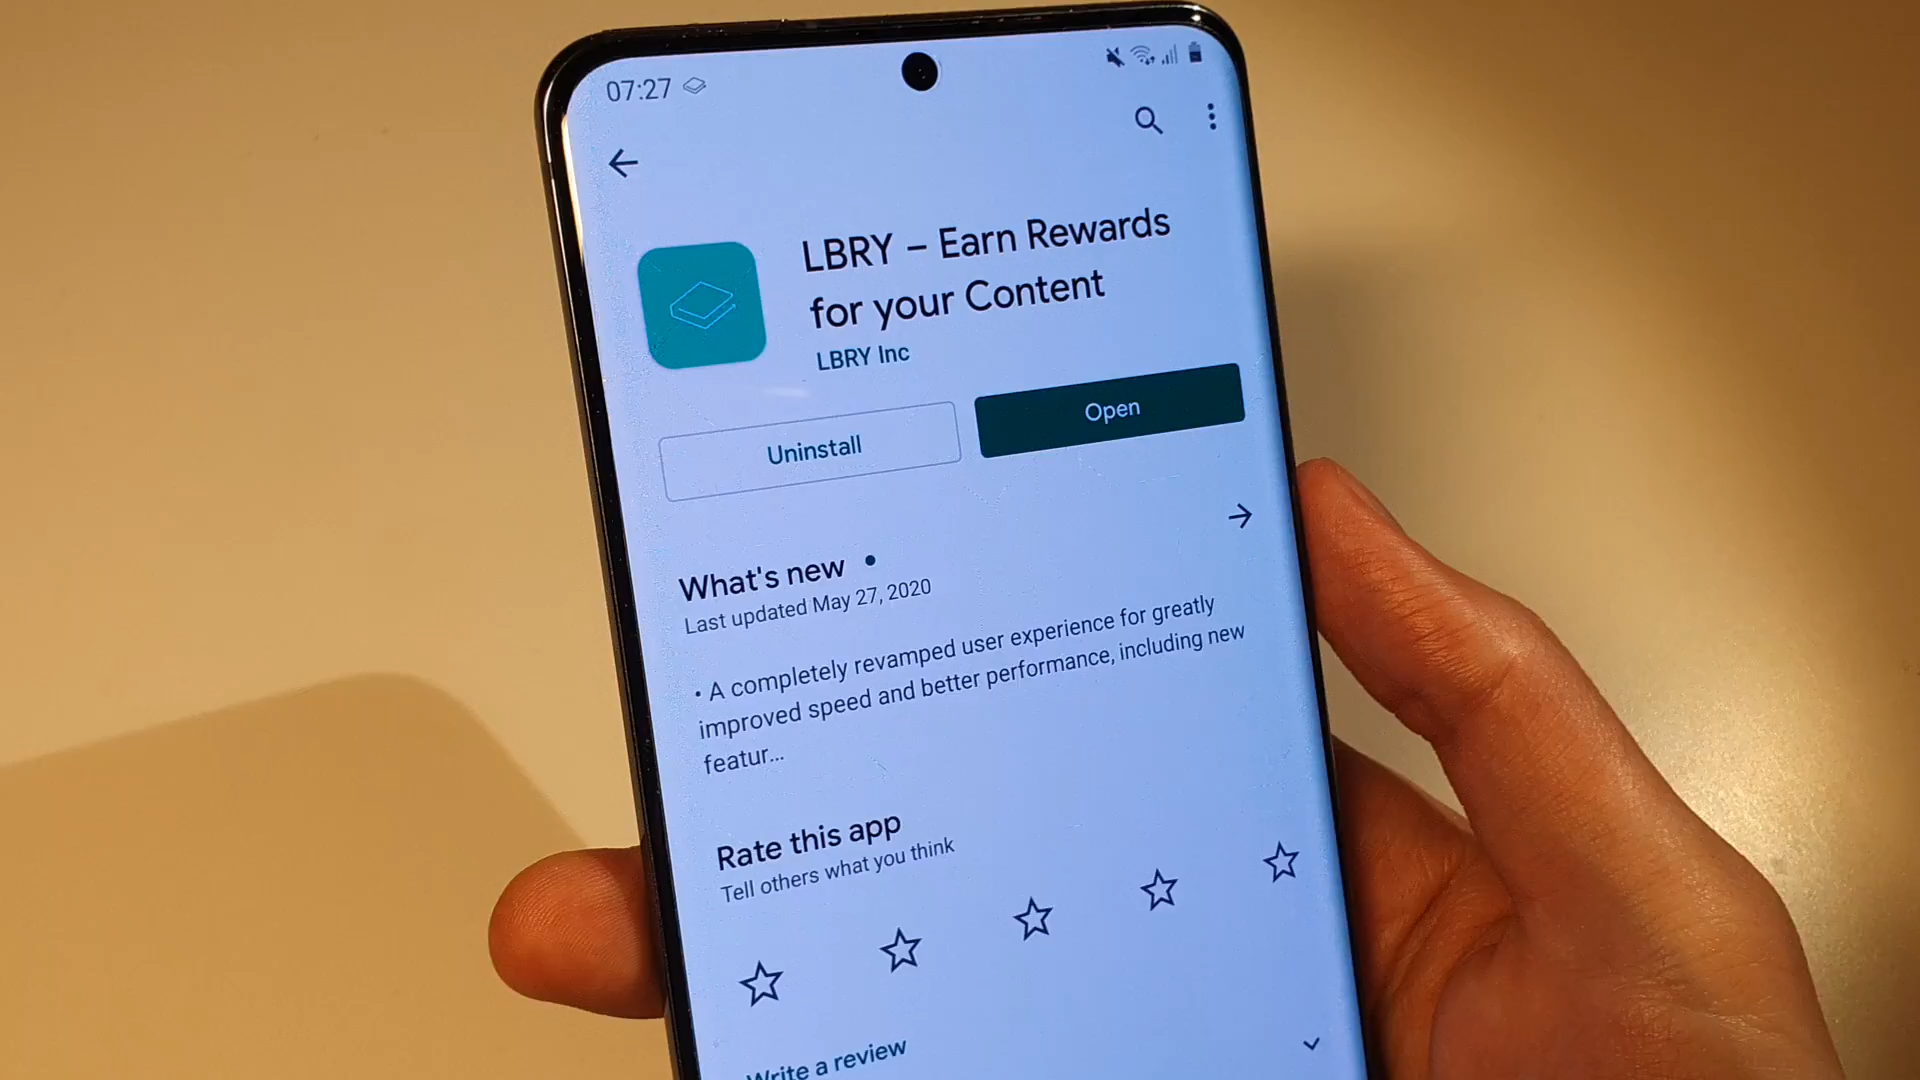 07:27
LBRY – Earn Rewards
for your Content
LBRY Inc
Uninstall
Open
What's new •
Last updated May 27, 2020
• A completely revamped user experience for greatly
improved speed and better performance, including new
featur...
Rate this app
Tell others what you think
Write a review